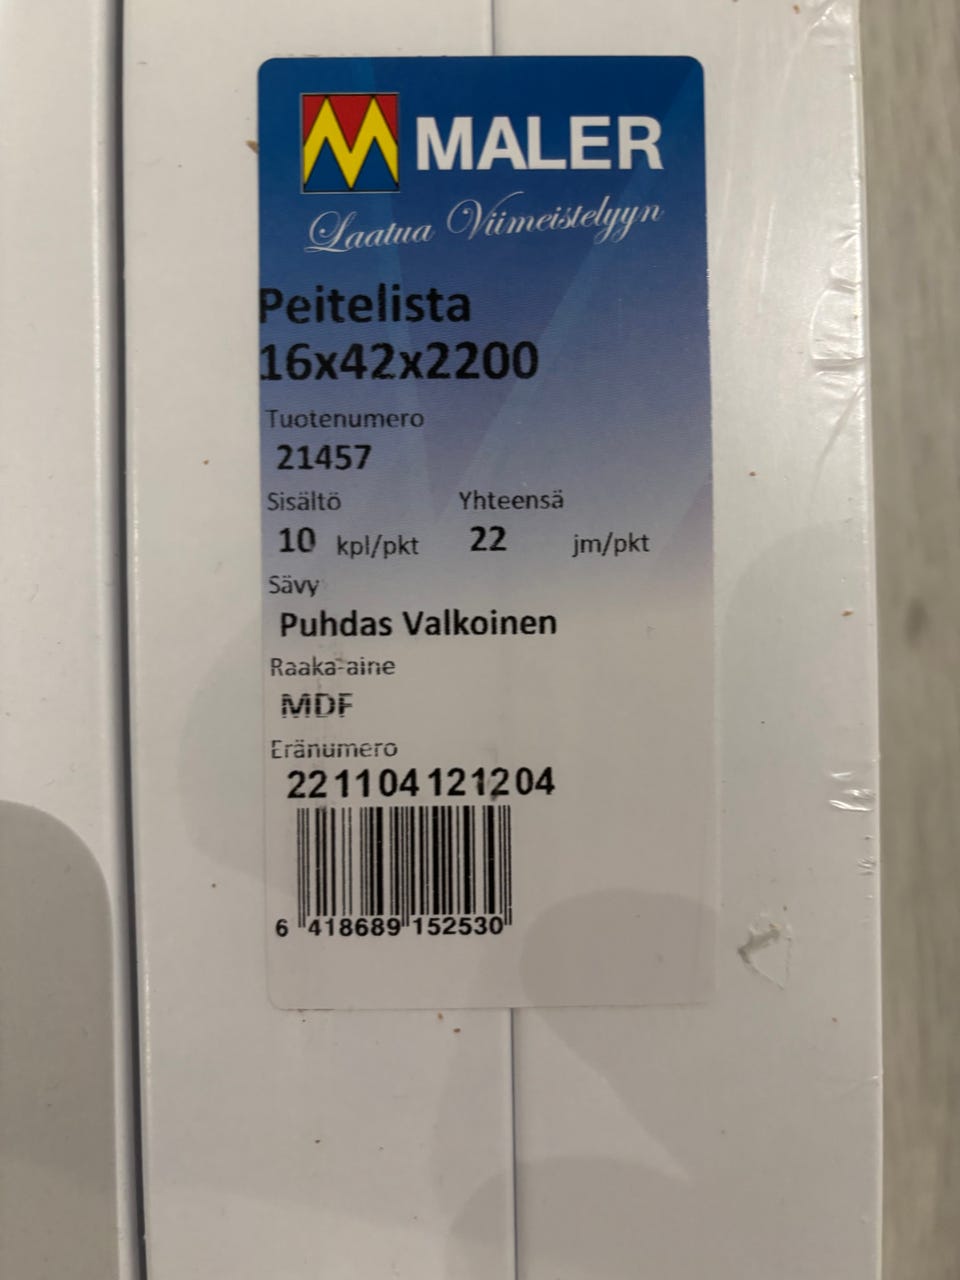 MALER
Laatua Viimeistelyyn
Peitelista
16x42x2200
Tuotenumero
21457
Sisältö Yhteensä
10 kpl/pkt 22 jm/pkt
Sävy
Puhdas Valkoinen
Raaka-aine
MDF
Eränumero
221104121204
6 418689 152530